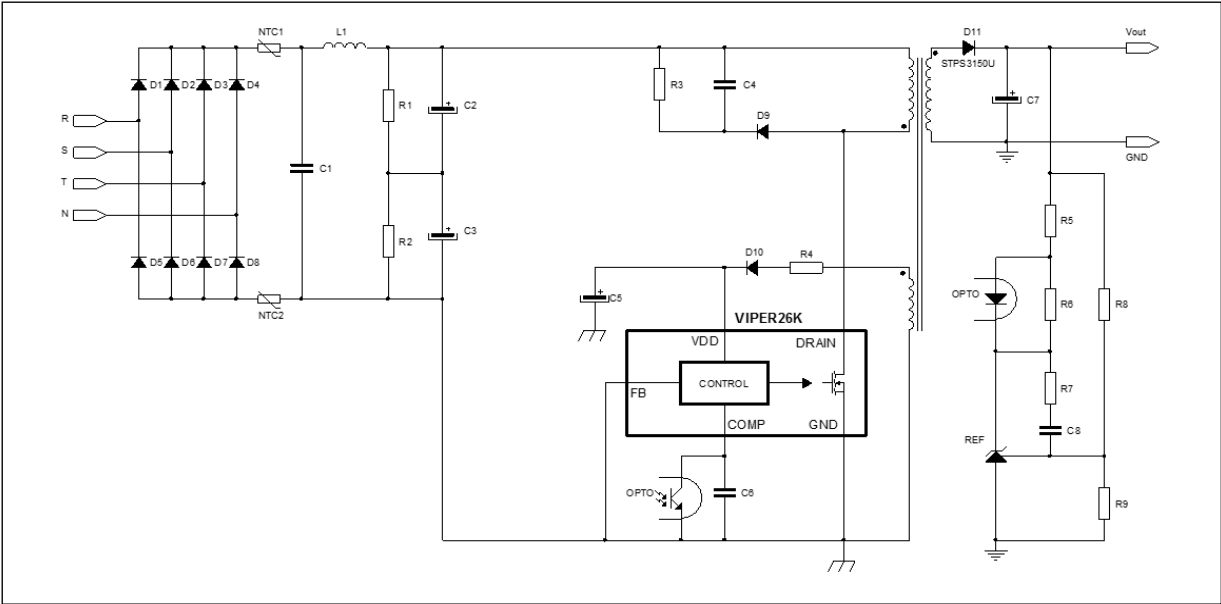 NTC1
L1
D11
STPS3150U
Vout
D1
D2
D3
D4
R3
C4
C7
R1
C2
R
D9
S
GND
C1
T
N
R5
R2
C3
D10
R4
D5
D6
D7
D8
OPTO
R6
R8
C5
NTC2
VIPER26K
VDD
DRAIN
CONTROL
FB
R7
COMP
GND
C8
REF
OPTO
C6
R9